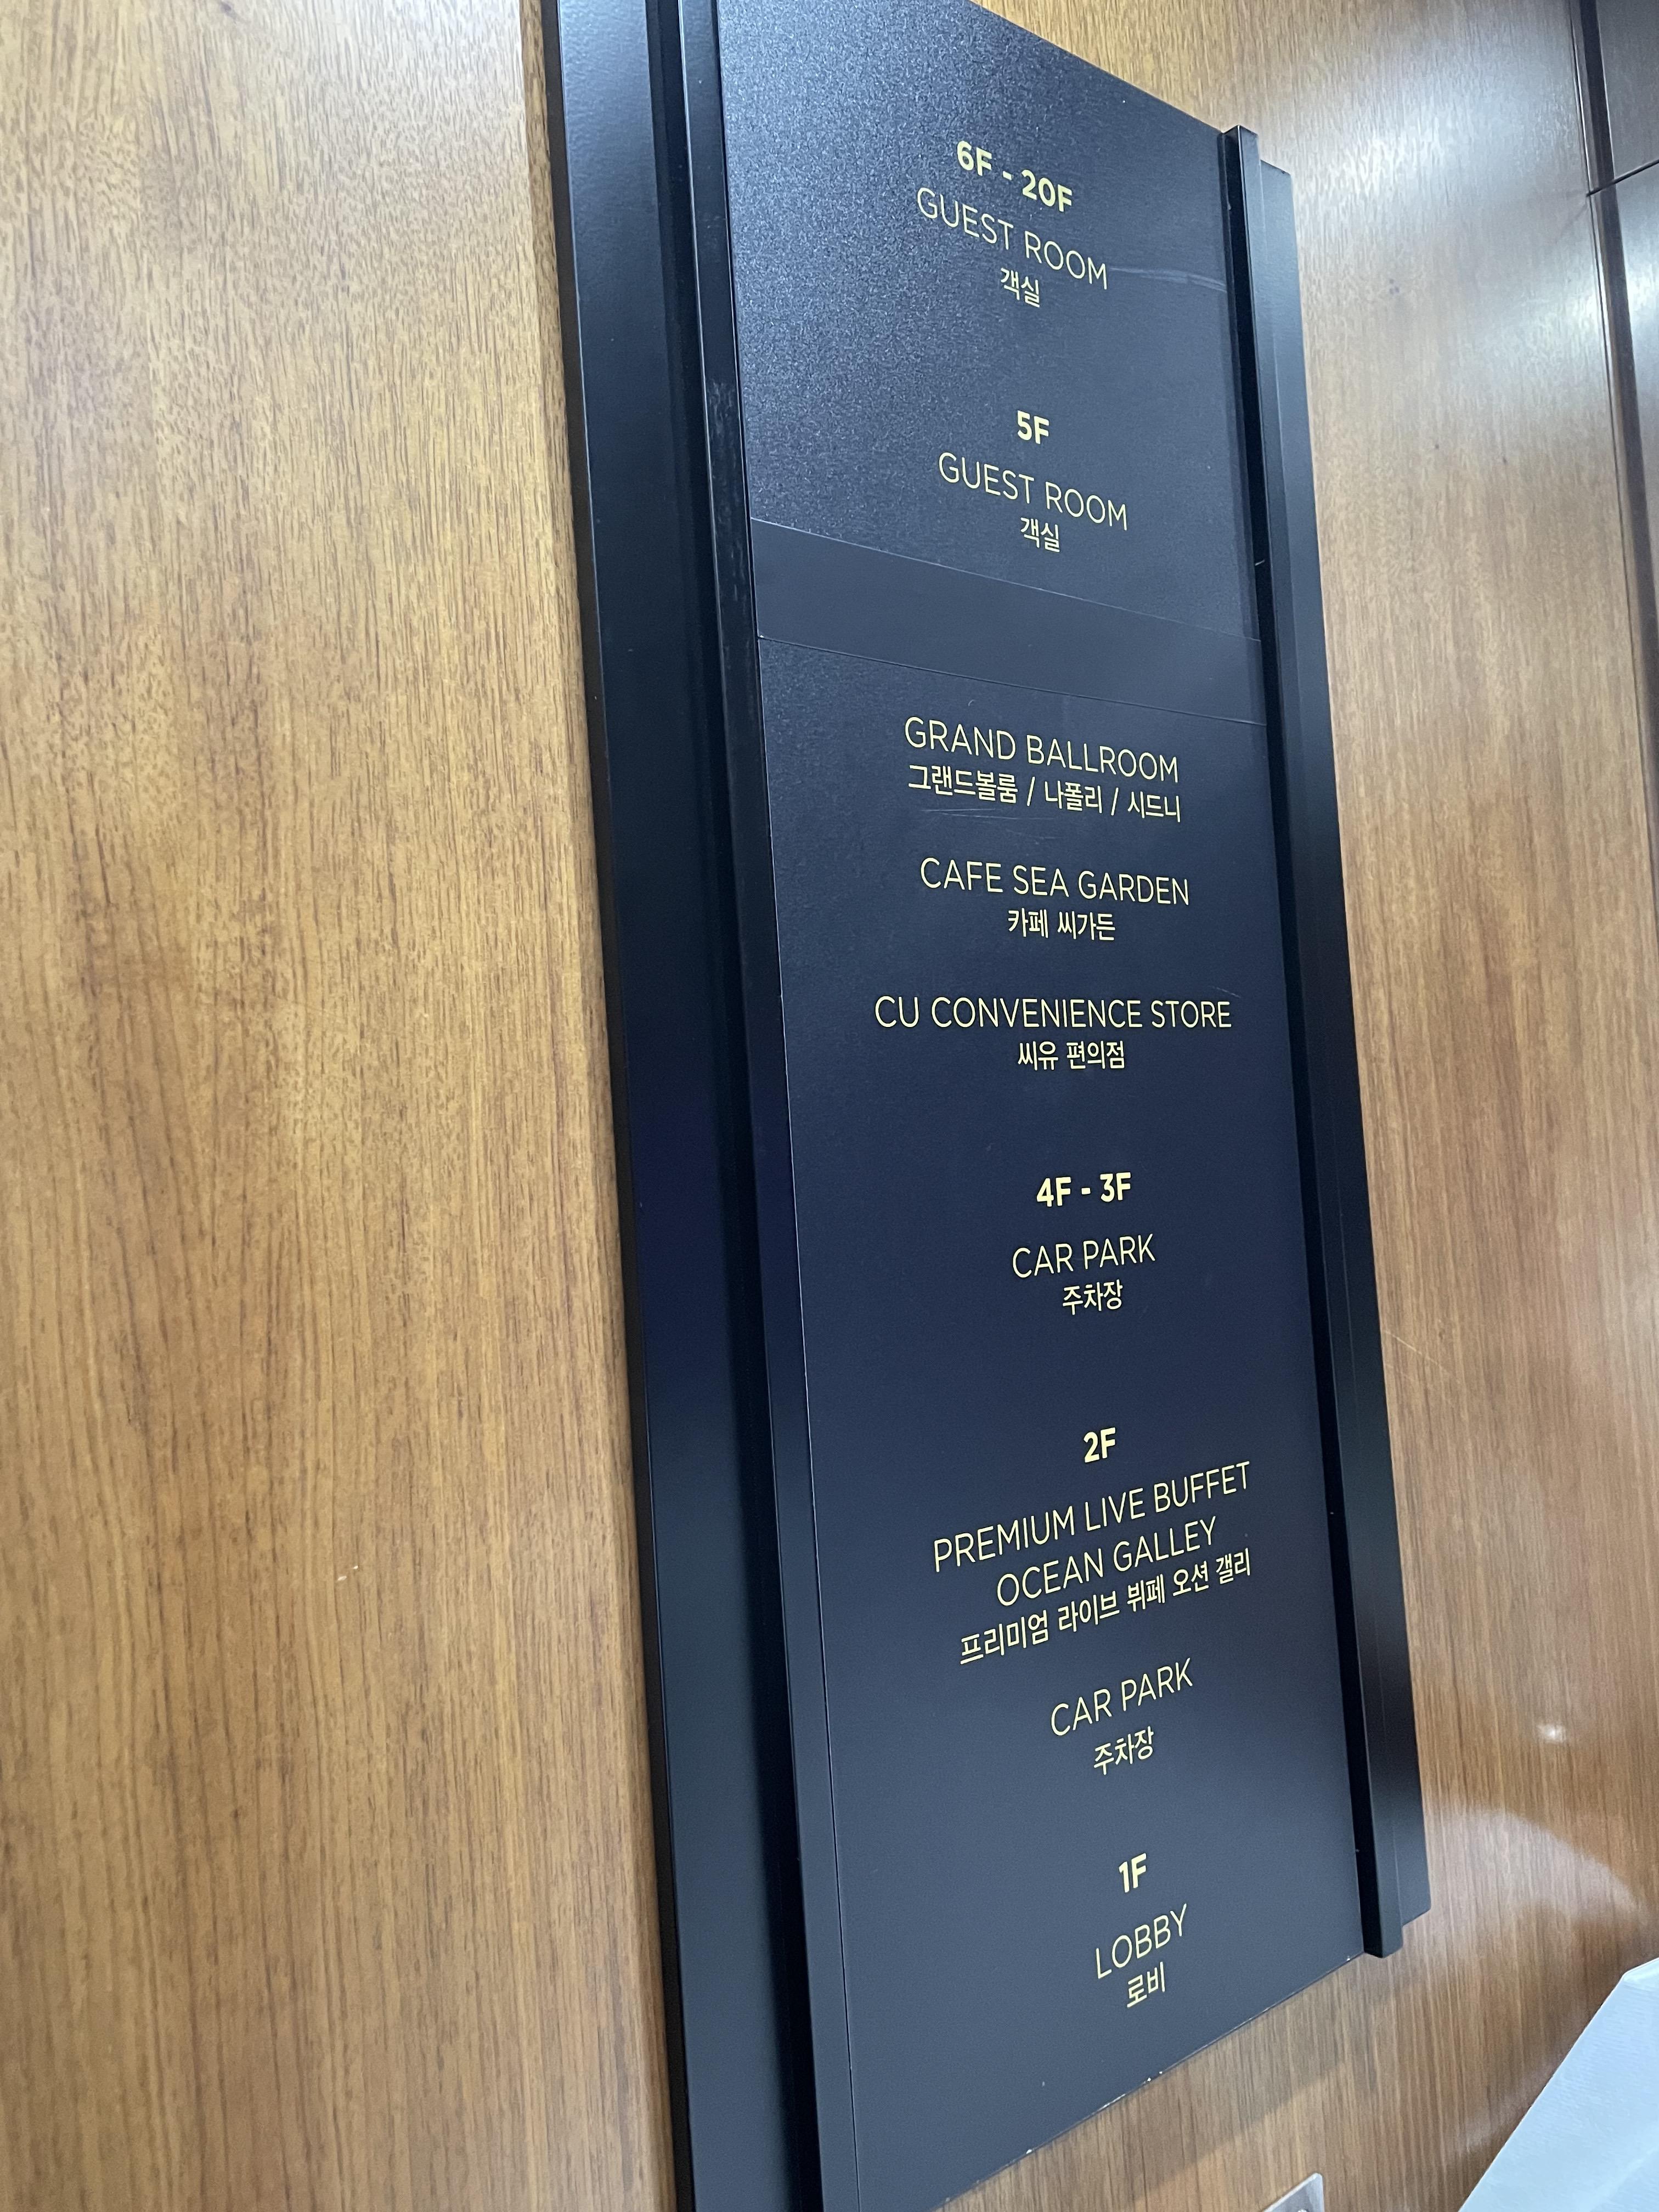 6F - 20F
GUEST ROOM
객실
5F
GUEST ROOM
객실
GRAND BALLROOM
그랜드볼룸 / 나폴리 / 시드니
CAFE SEA GARDEN
카페 씨가든
CU CONVENIENCE STORE
씨유 편의점
4F - 3F
CAR PARK
주차장
2F
PREMIUM LIVE BUFFET
OCEAN GALLEY
프리미엄 라이브 뷔페 오션 갤리
CAR PARK
주차장
1F
LOBBY
로비